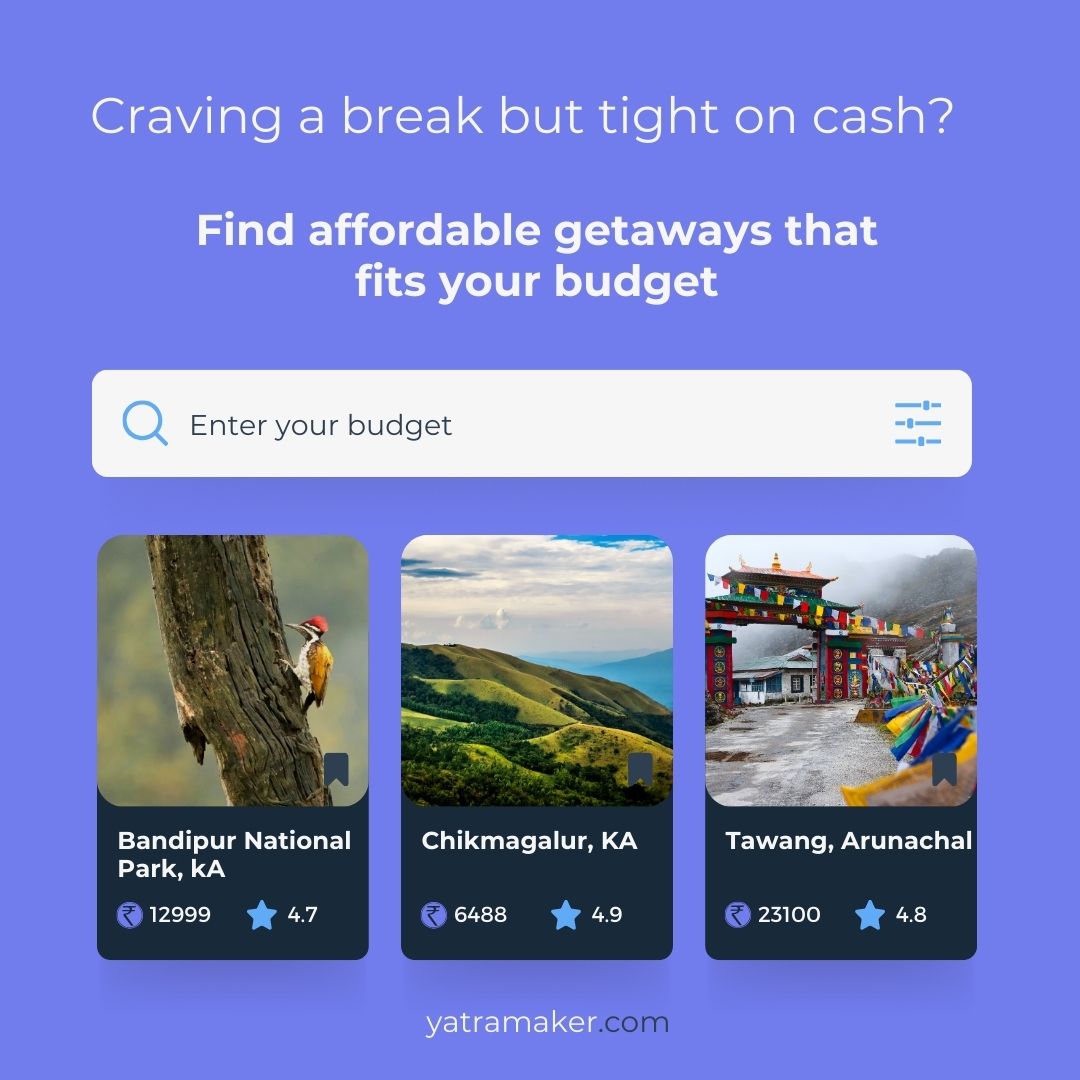 Craving a break but tight on cash?
Find affordable getaways that
fits your budget
Enter your budget
Bandipur National
Park, kA
₹ 12999 4.7
Chikmagalur, KA
₹ 6488 4.9
Tawang, Arunachal
₹ 23100 4.8
yatramaker.com